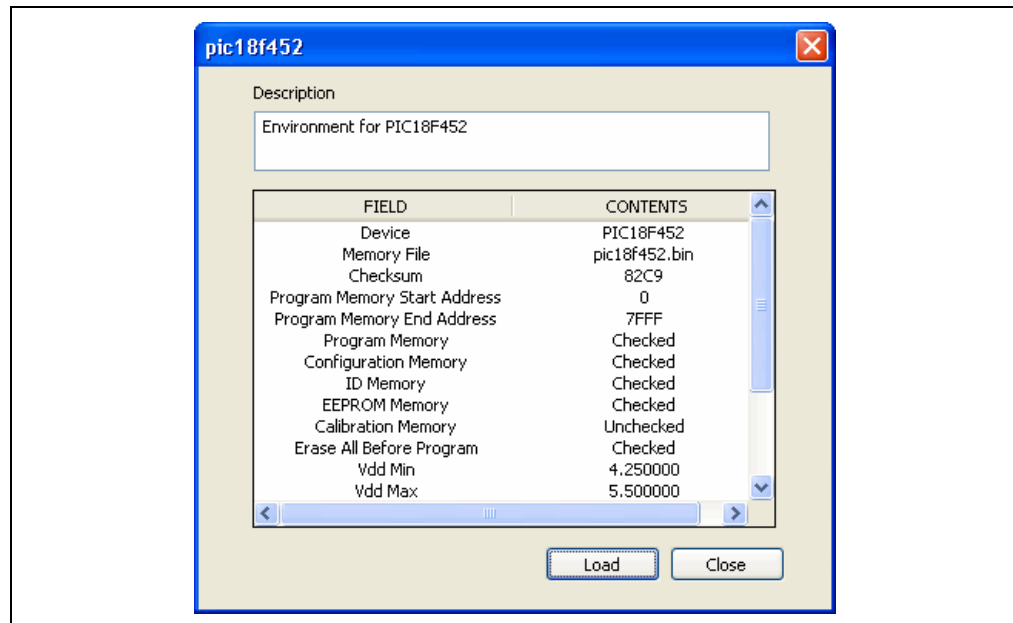 pic18f452
Description
Environment for PIC18F452
FIELD CONTENTS
Device PIC18F452
Memory File pic18f452.bin
Checksum 82C9
Program Memory Start Address 0
Program Memory End Address 7FFF
Program Memory Checked
Configuration Memory Checked
ID Memory Checked
EEPROM Memory Checked
Calibration Memory Unchecked
Erase All Before Program Checked
Vdd Min 4.250000
Vdd Max 5.500000
Load Close